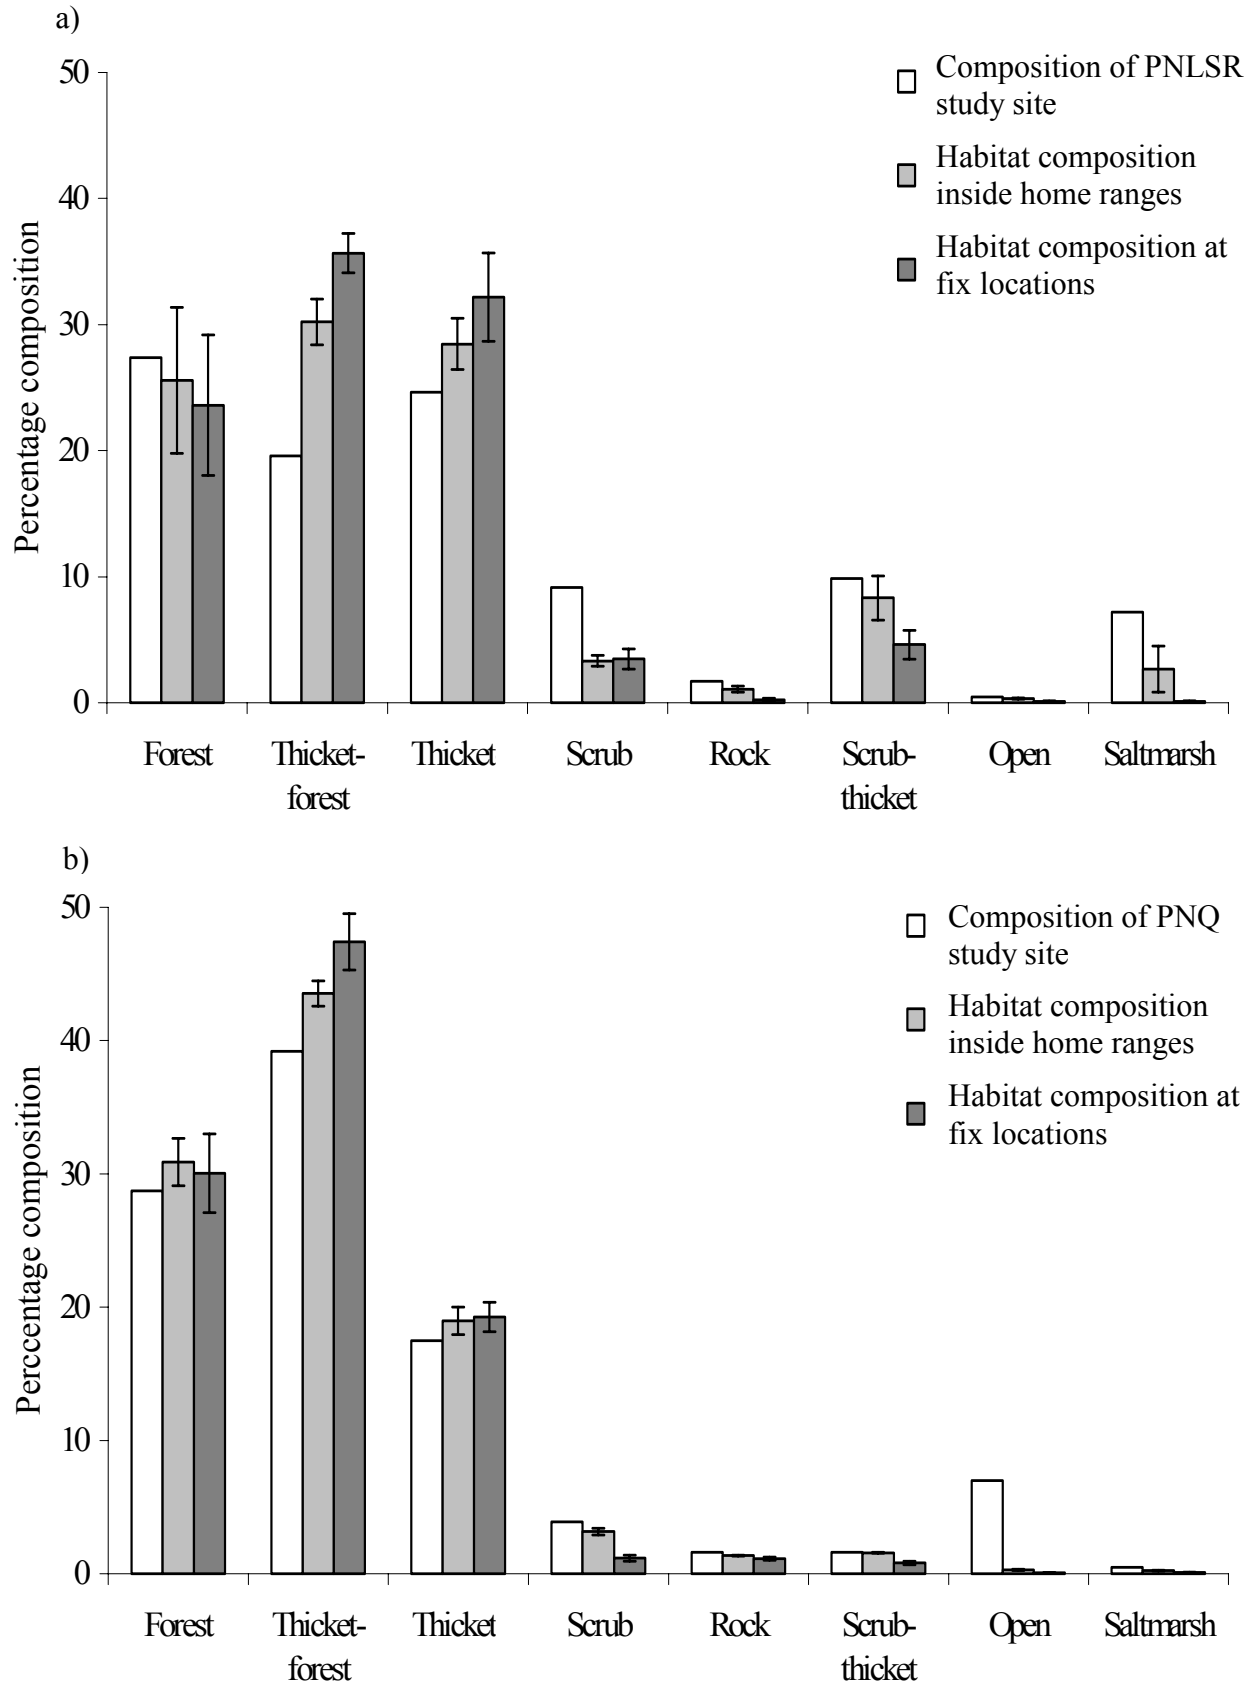 a)
50
40
30
20
10
0
Percentage composition
Composition of PNLSR
study site
Habitat composition
inside home ranges
Habitat composition at
fix locations
Forest
Thicket-
forest
Thicket
Scrub
Rock
Scrub-
thicket
Open
Saltmarsh
b)
50
40
30
20
10
0
Perccentage composition
Composition of PNQ
study site
Habitat composition
inside home ranges
Habitat composition at
fix locations
Forest
Thicket-
forest
Thicket
Scrub
Rock
Scrub-
thicket
Open
Saltmarsh